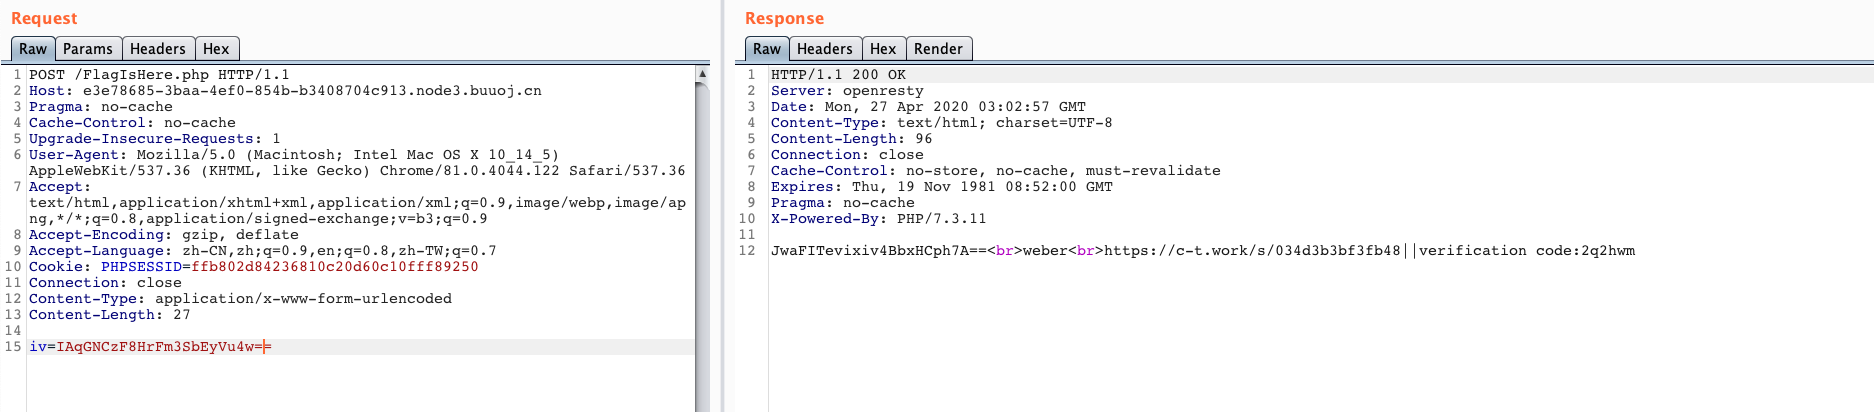 Request
Raw Params Headers Hex
1 POST /FlagIsHere.php HTTP/1.1
2 Host: e3e78685-3baa-4ef0-854b-b3408704c913.node3.buuoj.cn
3 Pragma: no-cache
4 Cache-Control: no-cache
5 Upgrade-Insecure-Requests: 1
6 User-Agent: Mozilla/5.0 (Macintosh; Intel Mac OS X 10_14_5)
AppleWebKit/537.36 (KHTML, like Gecko) Chrome/81.0.4044.122 Safari/537.36
7 Accept:
text/html,application/xhtml+xml,application/xml;q=0.9,image/webp,image/ap
ng,*/*;q=0.8,application/signed-exchange;v=b3;q=0.9
8 Accept-Encoding: gzip, deflate
9 Accept-Language: zh-CN,zh;q=0.9,en;q=0.8,zh-TW;q=0.7
10 Cookie: PHPSESSID=ffb802d84236810c20d60c10fff89250
11 Connection: close
12 Content-Type: application/x-www-form-urlencoded
13 Content-Length: 27
14
15 iv=IAqGNCzF8HrFm3SbEyVu4w==
Response
Raw Headers Hex Render
1 HTTP/1.1 200 OK
2 Server: openresty
3 Date: Mon, 27 Apr 2020 03:02:57 GMT
4 Content-Type: text/html; charset=UTF-8
5 Content-Length: 96
6 Connection: close
7 Cache-Control: no-store, no-cache, must-revalidate
8 Expires: Thu, 19 Nov 1981 08:52:00 GMT
9 Pragma: no-cache
10 X-Powered-By: PHP/7.3.11
11
12 JwaFITevixiv4BbxHCph7A==<br>weber<br>https://c-t.work/s/034d3b3bf3fb48||verification code:2q2hwm